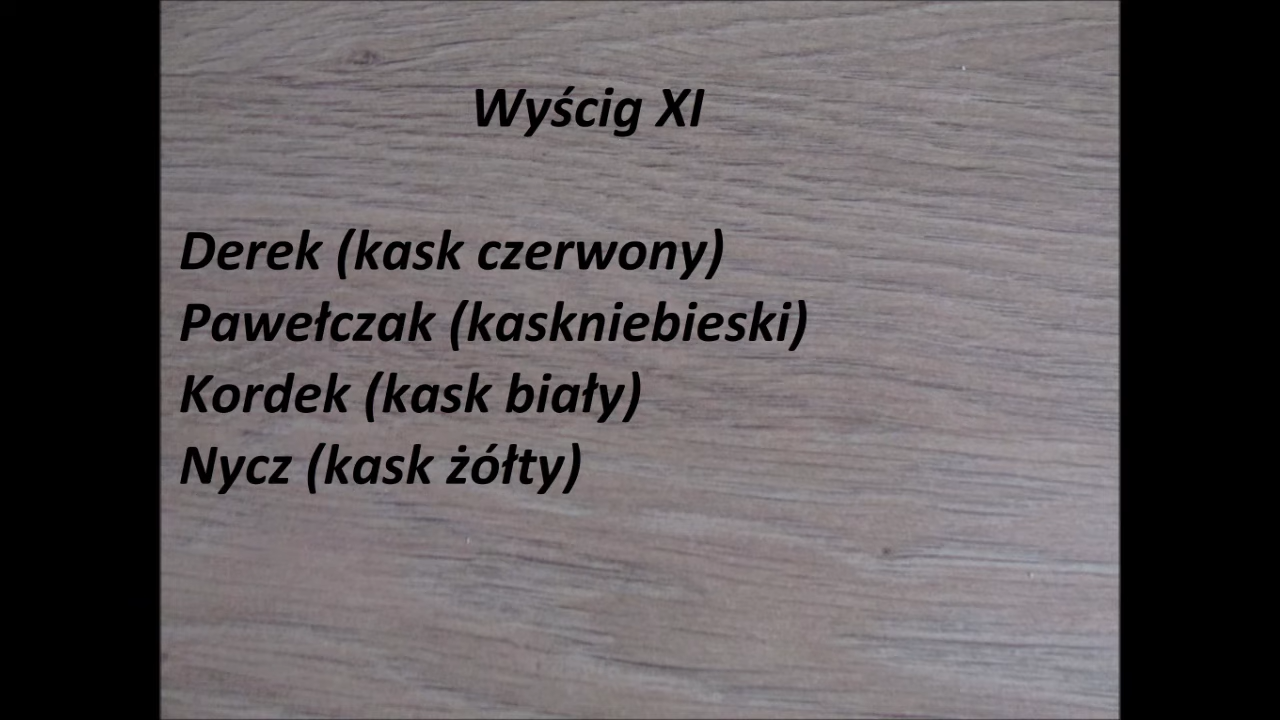 Wyścig XI
Derek (kask czerwony)
Pawełczak (kaskniebieski)
Kordek (kask biały)
Nycz (kask żółty)